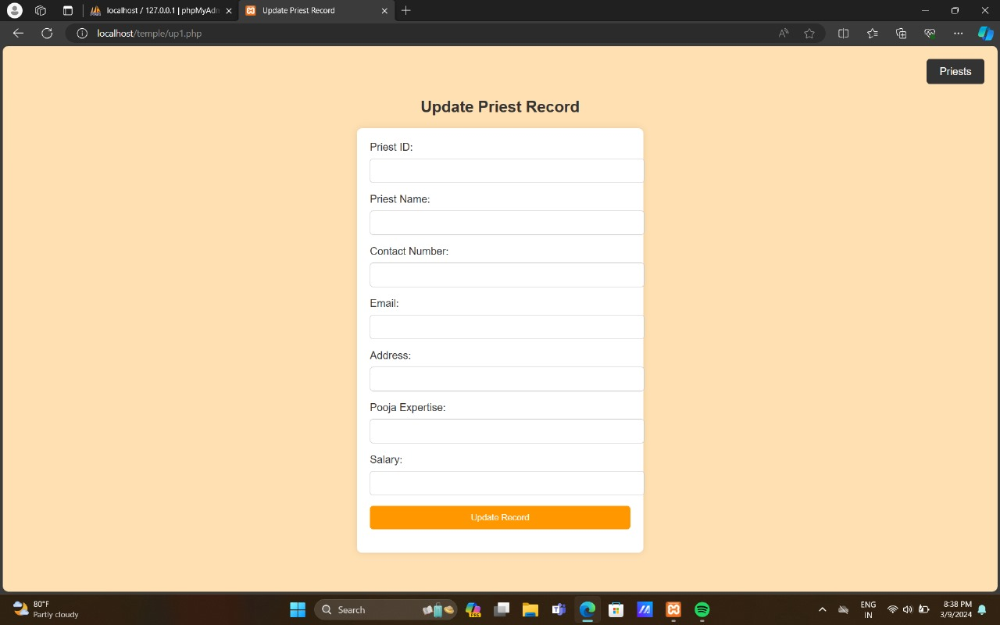 localhost / 127.0.0.1 | phpMyAdn
Update Priest Record
localhost/temple/up1.php
Priests
Update Priest Record
Priest ID:
Priest Name:
Contact Number:
Email:
Address:
Pooja Expertise:
Salary:
Update Record
80°F
Partly cloudy
Search
PRE
ENG
IN
8:38 PM
3/9/2024